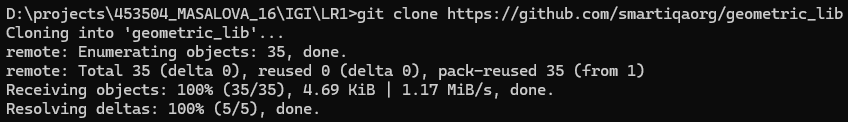 D:\projects\453504_MASALOVA_16\IGI\LR1>git clone https://github.com/smartiqaorg/geometric_lib
Cloning into 'geometric_lib'...
remote: Enumerating objects: 35, done.
remote: Total 35 (delta 0), reused 0 (delta 0), pack-reused 35 (from 1)
Receiving objects: 100% (35/35), 4.69 KiB | 1.17 MiB/s, done.
Resolving deltas: 100% (5/5), done.